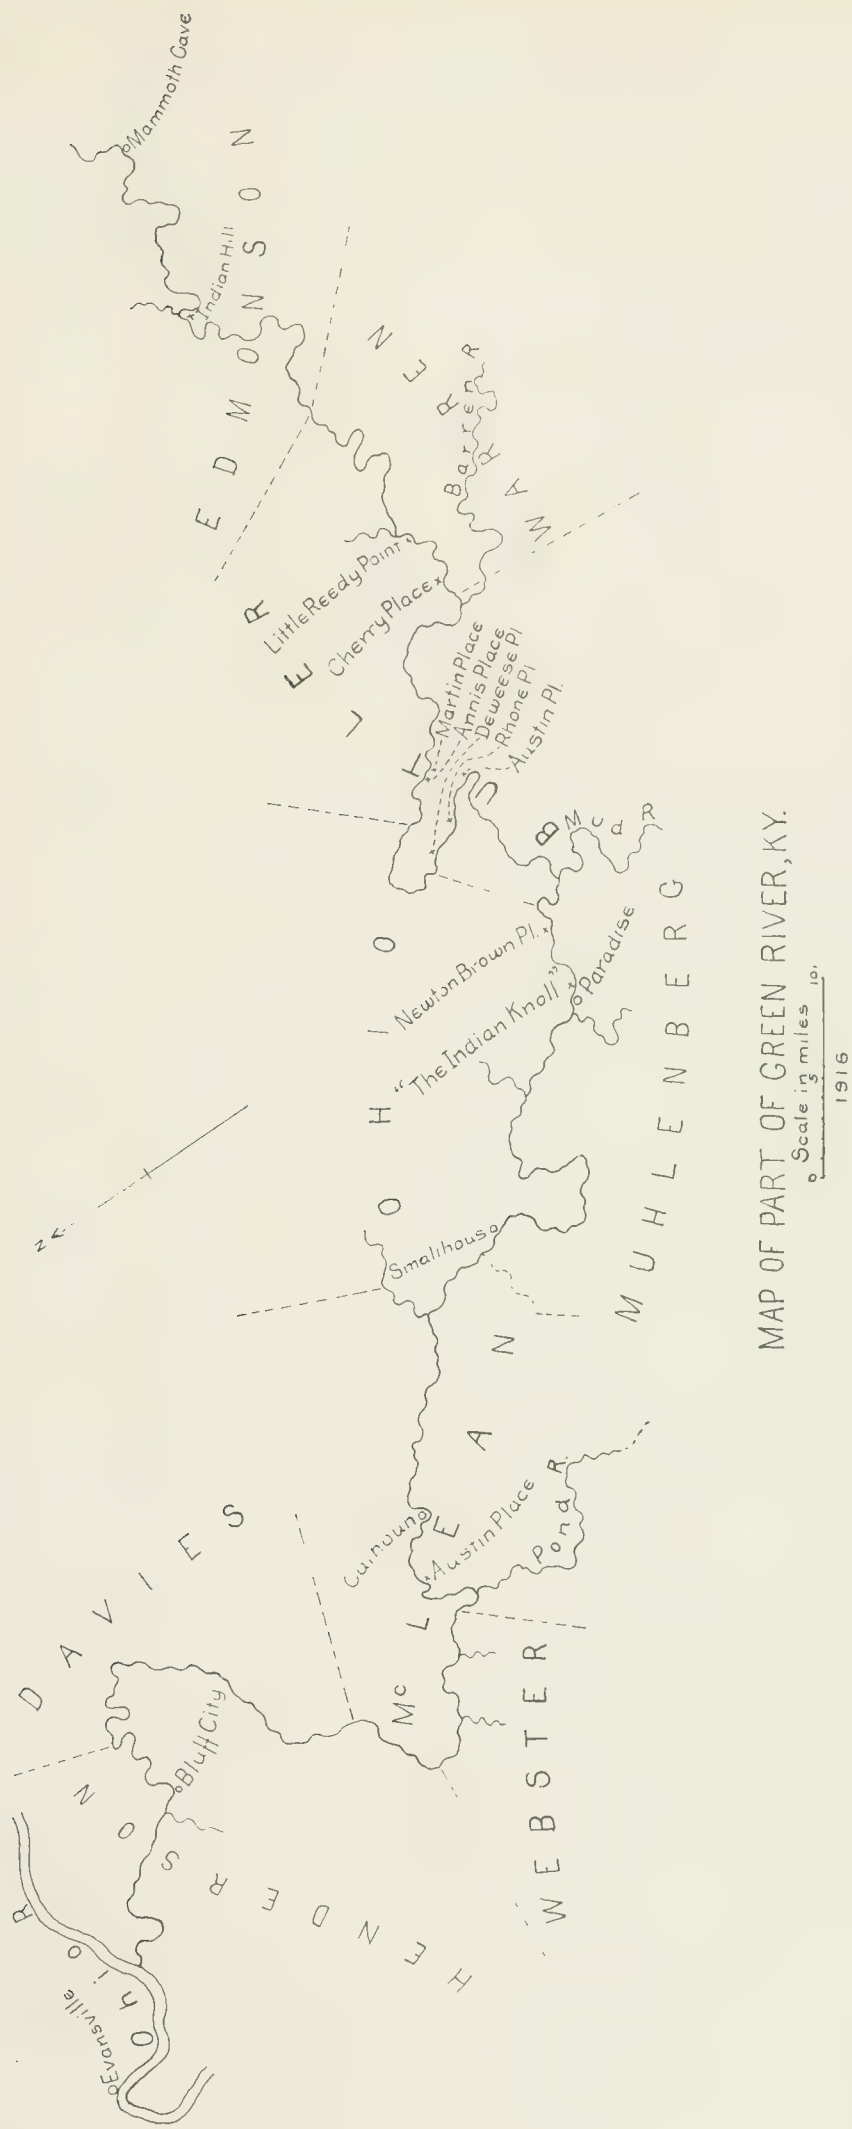 Mammoth Cave
Indian Hill
EDMONSON
WARREN
Barren R
BUTLER
Little Reedy Point
Cherry Place
Martin Place
Annis Place
Deweese Pl
Rhone Pl
Austin Pl.
Mud R
OHIO
Newton Brown Pl.
"The Indian Knoll"
Paradise
MUHLENBERG
Smallhous
N
McLEAN
Calhoun
Austin Place
Pond R.
DAVIES
WEBSTER
Bluff City
HENDERSON
Ohio R
Evansville
MAP OF PART OF GREEN RIVER, KY.
Scale in miles
0 5 10.
1916